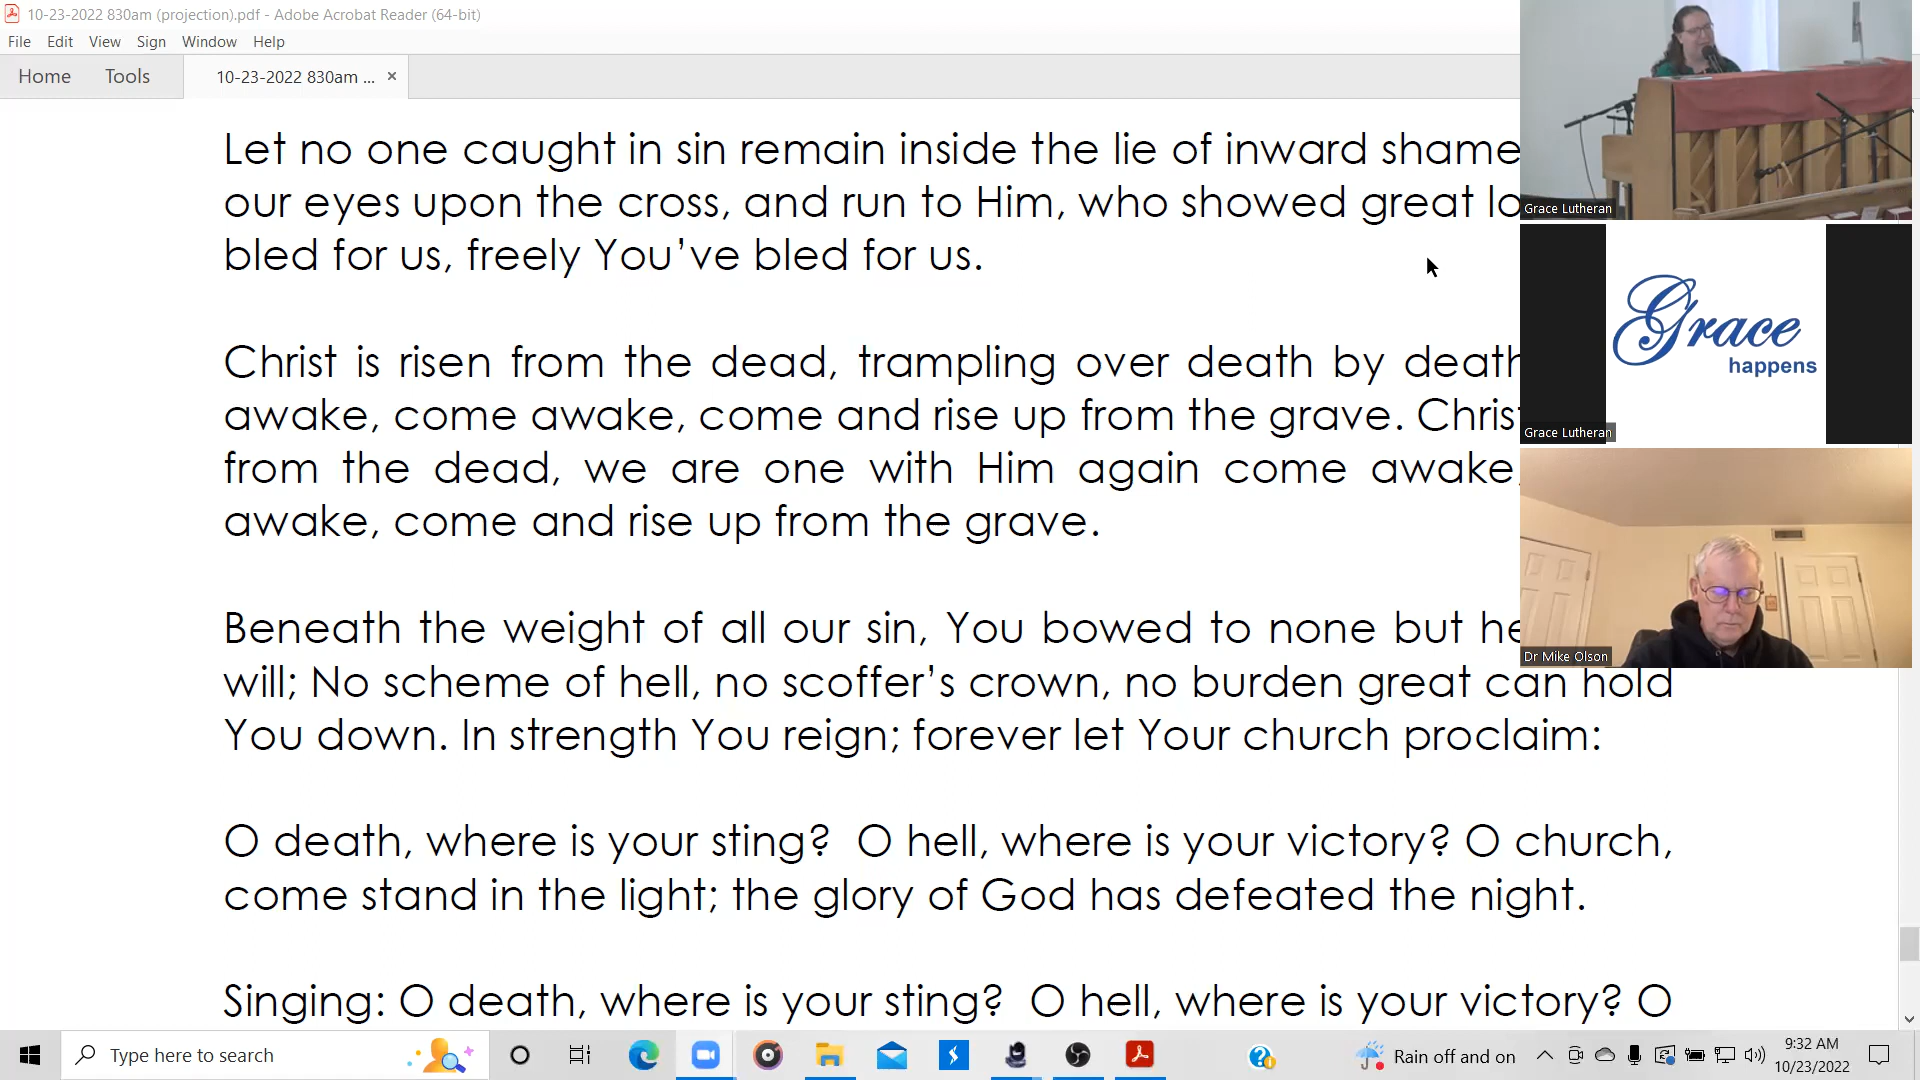 10-23-2022 830am (projection).pdf - Adobe Acrobat Reader (64-bit)
File Edit View Sign Window Help
Home Tools 10-23-2022 830am ... ×
Let no one caught in sin remain inside the lie of inward shame
our eyes upon the cross, and run to Him, who showed great lo
bled for us, freely You’ve bled for us.
Christ is risen from the dead, trampling over death by death
awake, come awake, come and rise up from the grave. Christ
from the dead, we are one with Him again come awake,
awake, come and rise up from the grave.
Beneath the weight of all our sin, You bowed to none but he
will; No scheme of hell, no scoffer’s crown, no burden great can hold
You down. In strength You reign; forever let Your church proclaim:
O death, where is your sting?  O hell, where is your victory? O church,
come stand in the light; the glory of God has defeated the night.
Singing: O death, where is your sting?  O hell, where is your victory? O
Grace Lutheran
Grace
happens
Grace Lutheran
Dr Mike Olson
Type here to search
Rain off and on
9:32 AM
10/23/2022